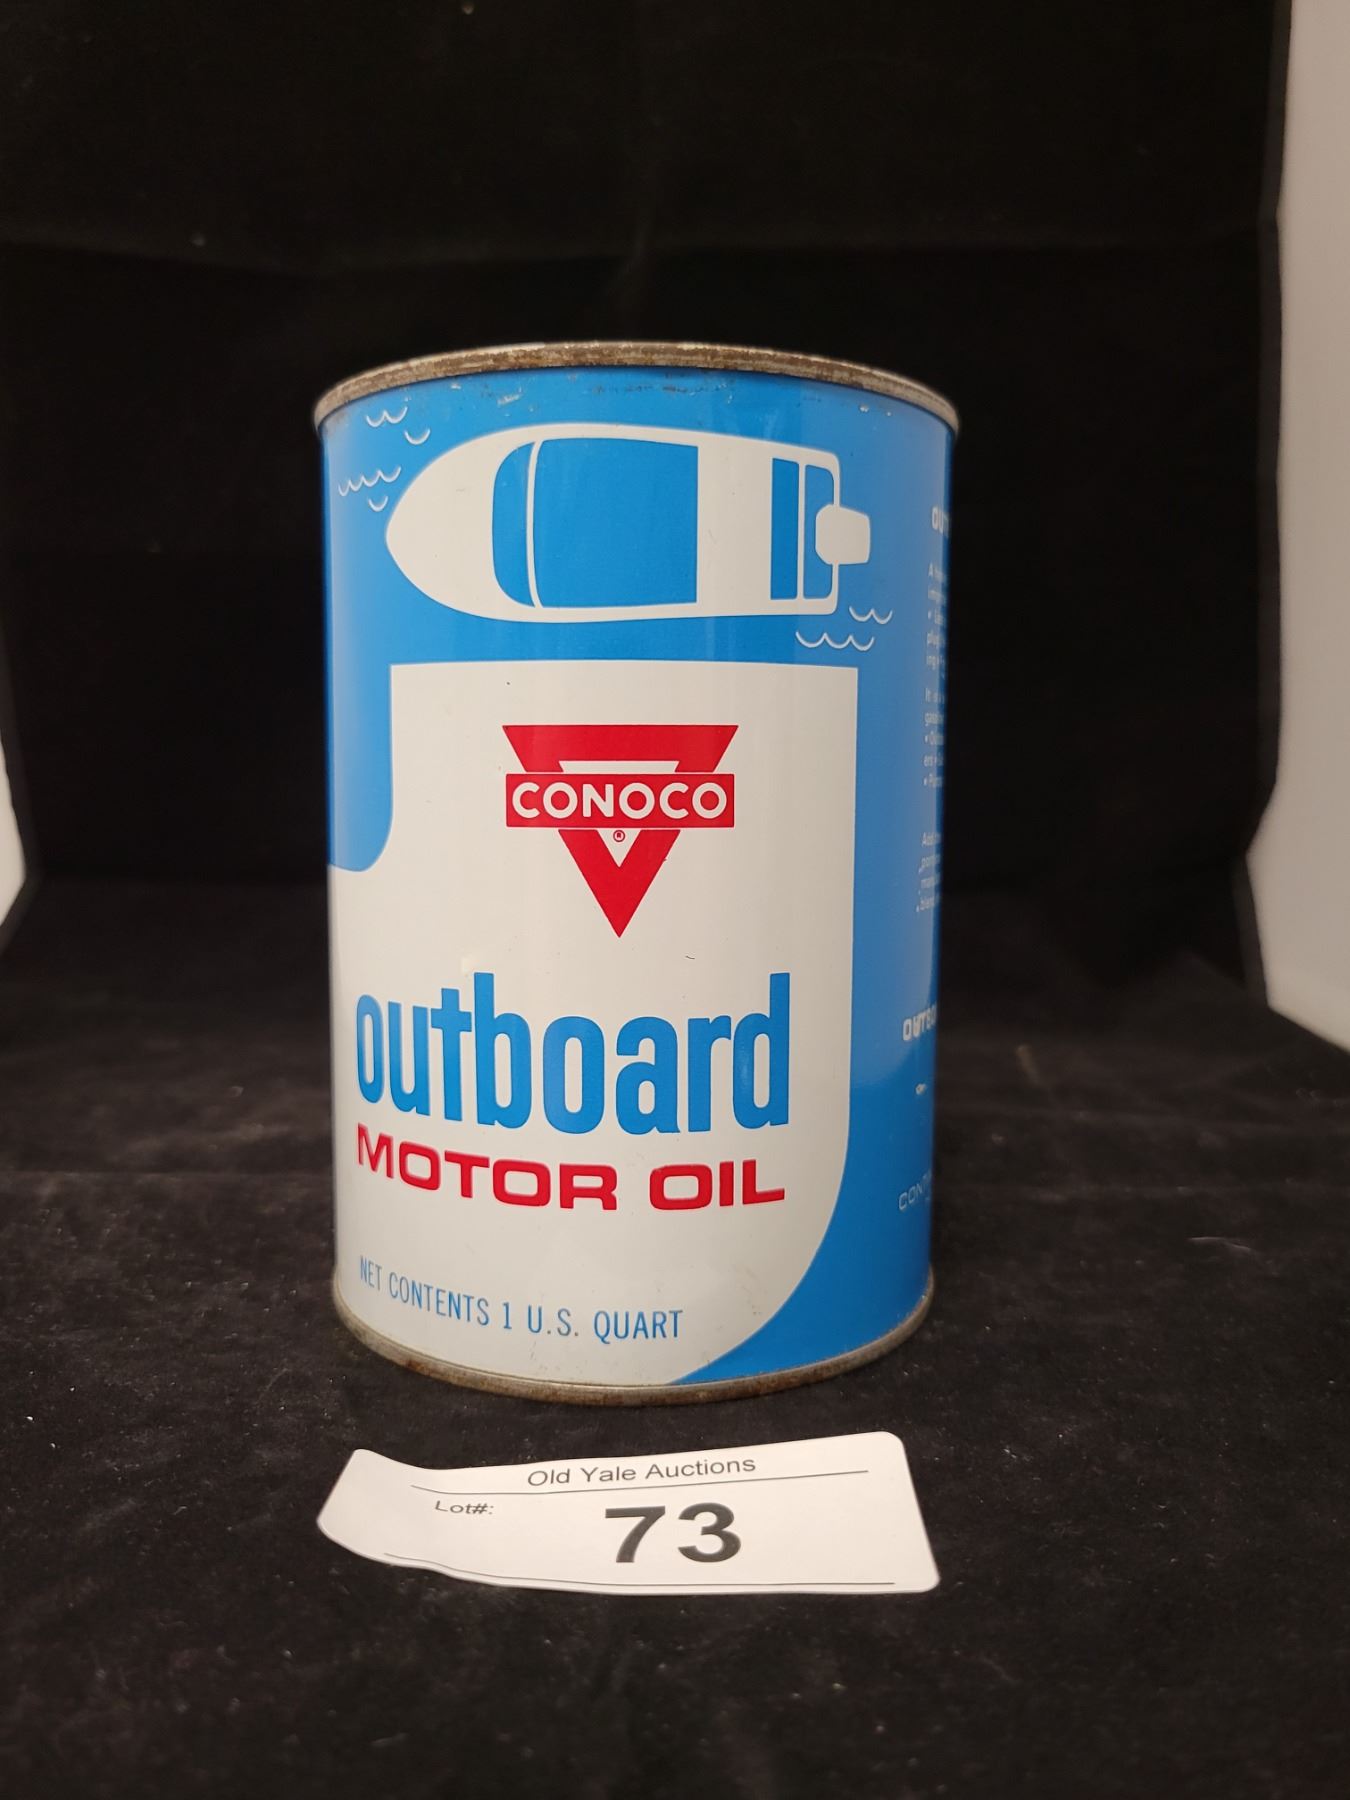 CONOCO
®
outboard
MOTOR OIL
NET CONTENTS 1 U.S. QUART
Old Yale Auctions
Lot#:
73